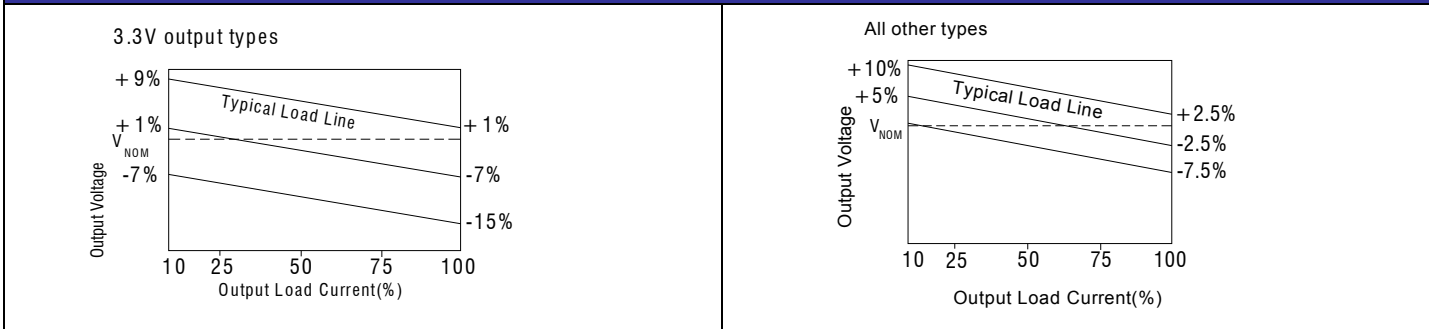 3.3V output types
+9%
Typical Load Line
+1%
+1%
V NOM
-7%
-7%
-15%
Output Voltage
10 25 50 75 100
Output Load Current(%)
All other types
+10%
Typical Load Line
+5%
+2.5%
V NOM
-2.5%
-7.5%
Output Voltage
10 25 50 75 100
Output Load Current(%)